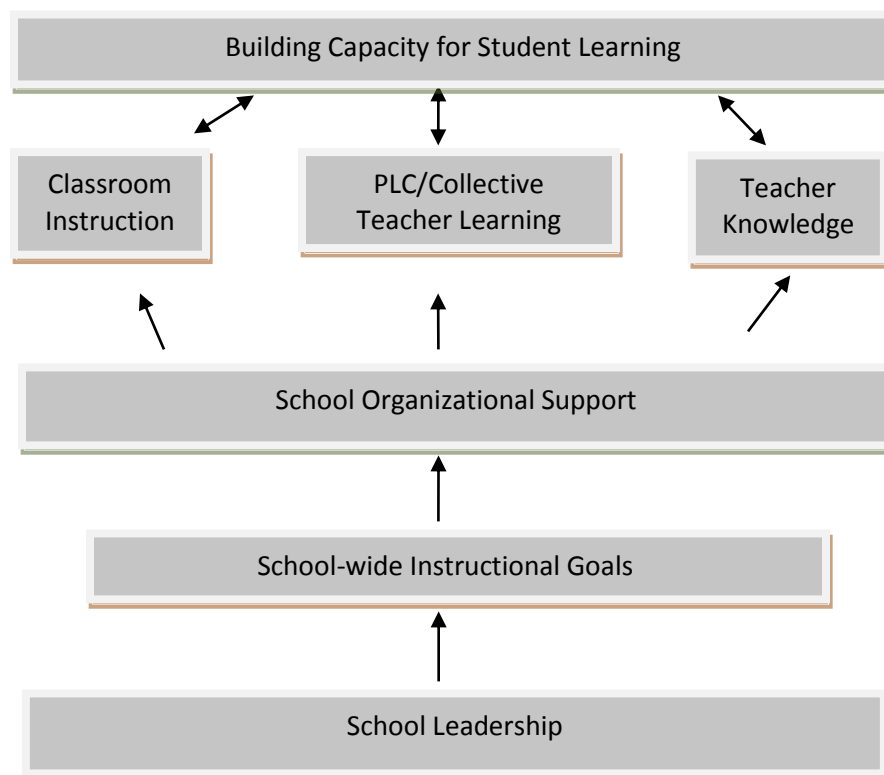 Building Capacity for Student Learning
Classroom
Instruction
PLC/Collective
Teacher Learning
Teacher
Knowledge
School Organizational Support
School-wide Instructional Goals
School Leadership